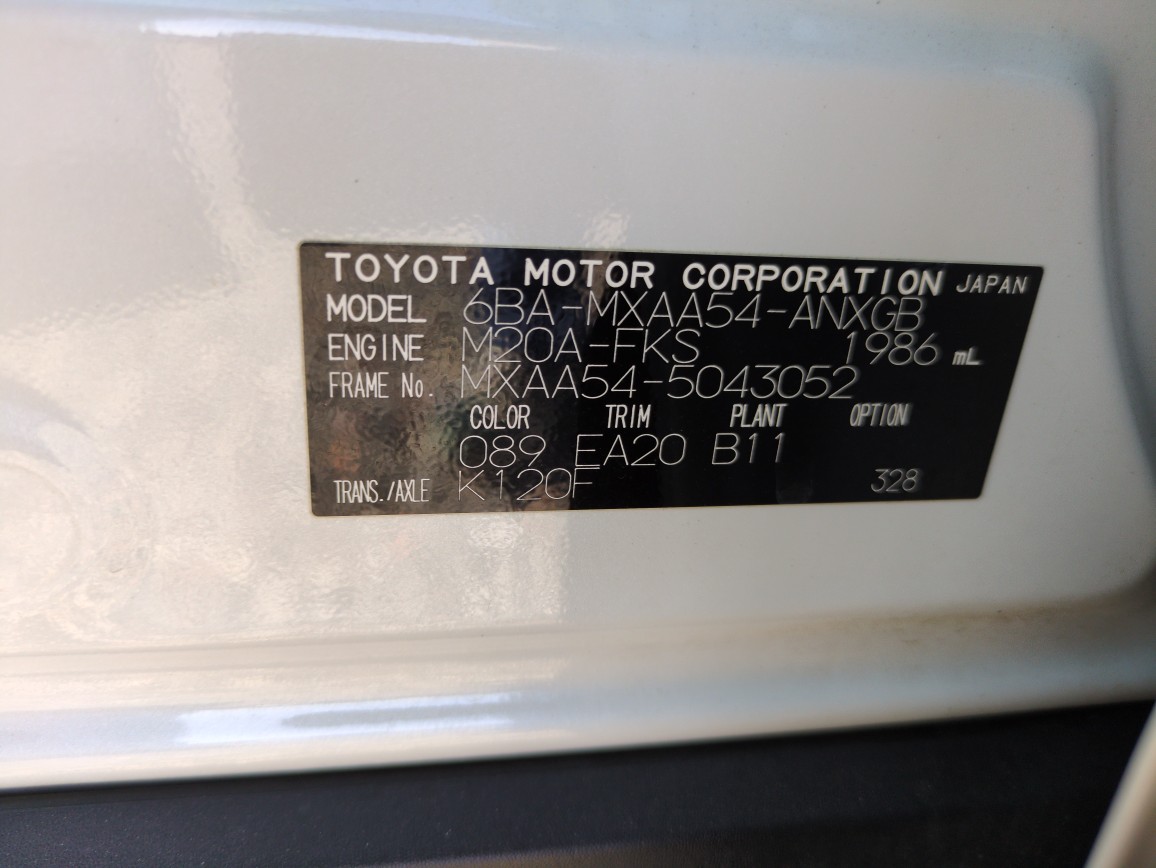 TOYOTA MOTOR CORPORATION JAPAN
MODEL 6BA-MXAA54-ANXGB
ENGINE M20A-FKS 1986 mL
FRAME No. MXAA54-5043052
COLOR TRIM PLANT OPTION
089 EA20 B11
TRANS./AXLE K120F 328